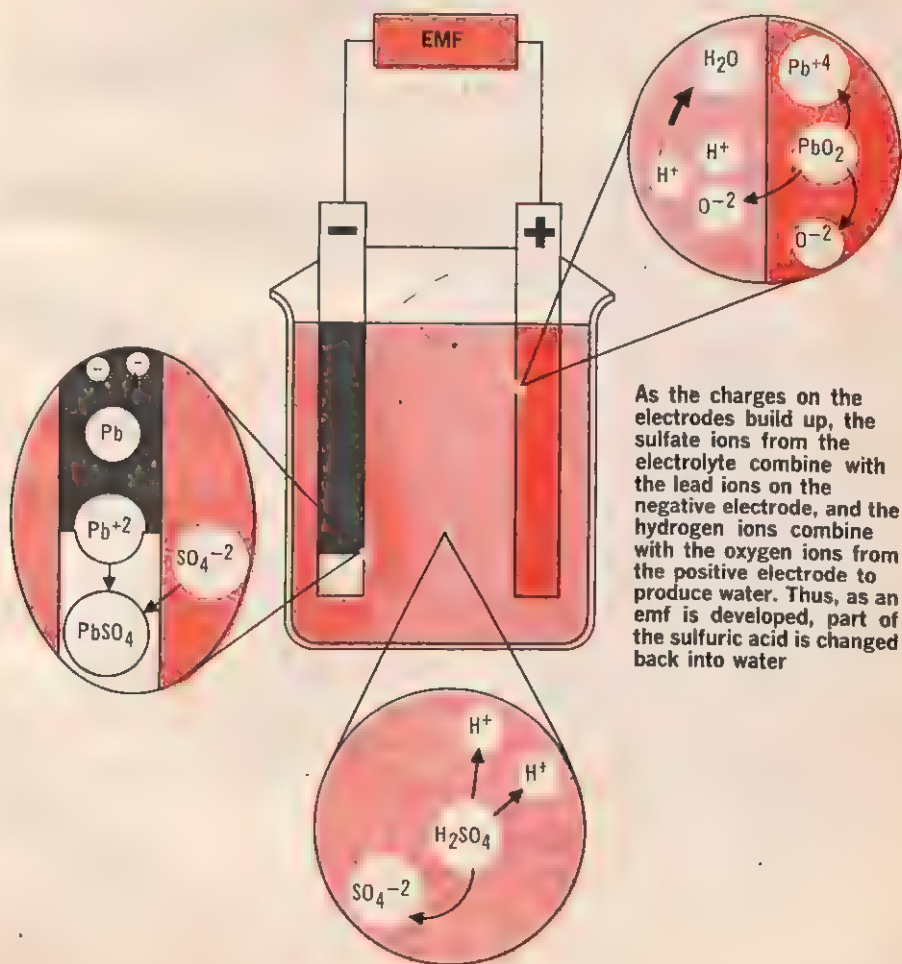 EMF
H₂O
Pb⁺⁴
H⁺
PbO₂
H⁺
O⁻²
O⁻²
−
+
− −
Pb
Pb⁺²
SO₄⁻²
PbSO₄
As the charges on the
electrodes build up, the
sulfate ions from the
electrolyte combine with
the lead ions on the
negative electrode, and the
hydrogen ions combine
with the oxygen ions from
the positive electrode to
produce water. Thus, as an
emf is developed, part of
the sulfuric acid is changed
back into water
H⁺
H⁺
H₂SO₄
SO₄⁻²